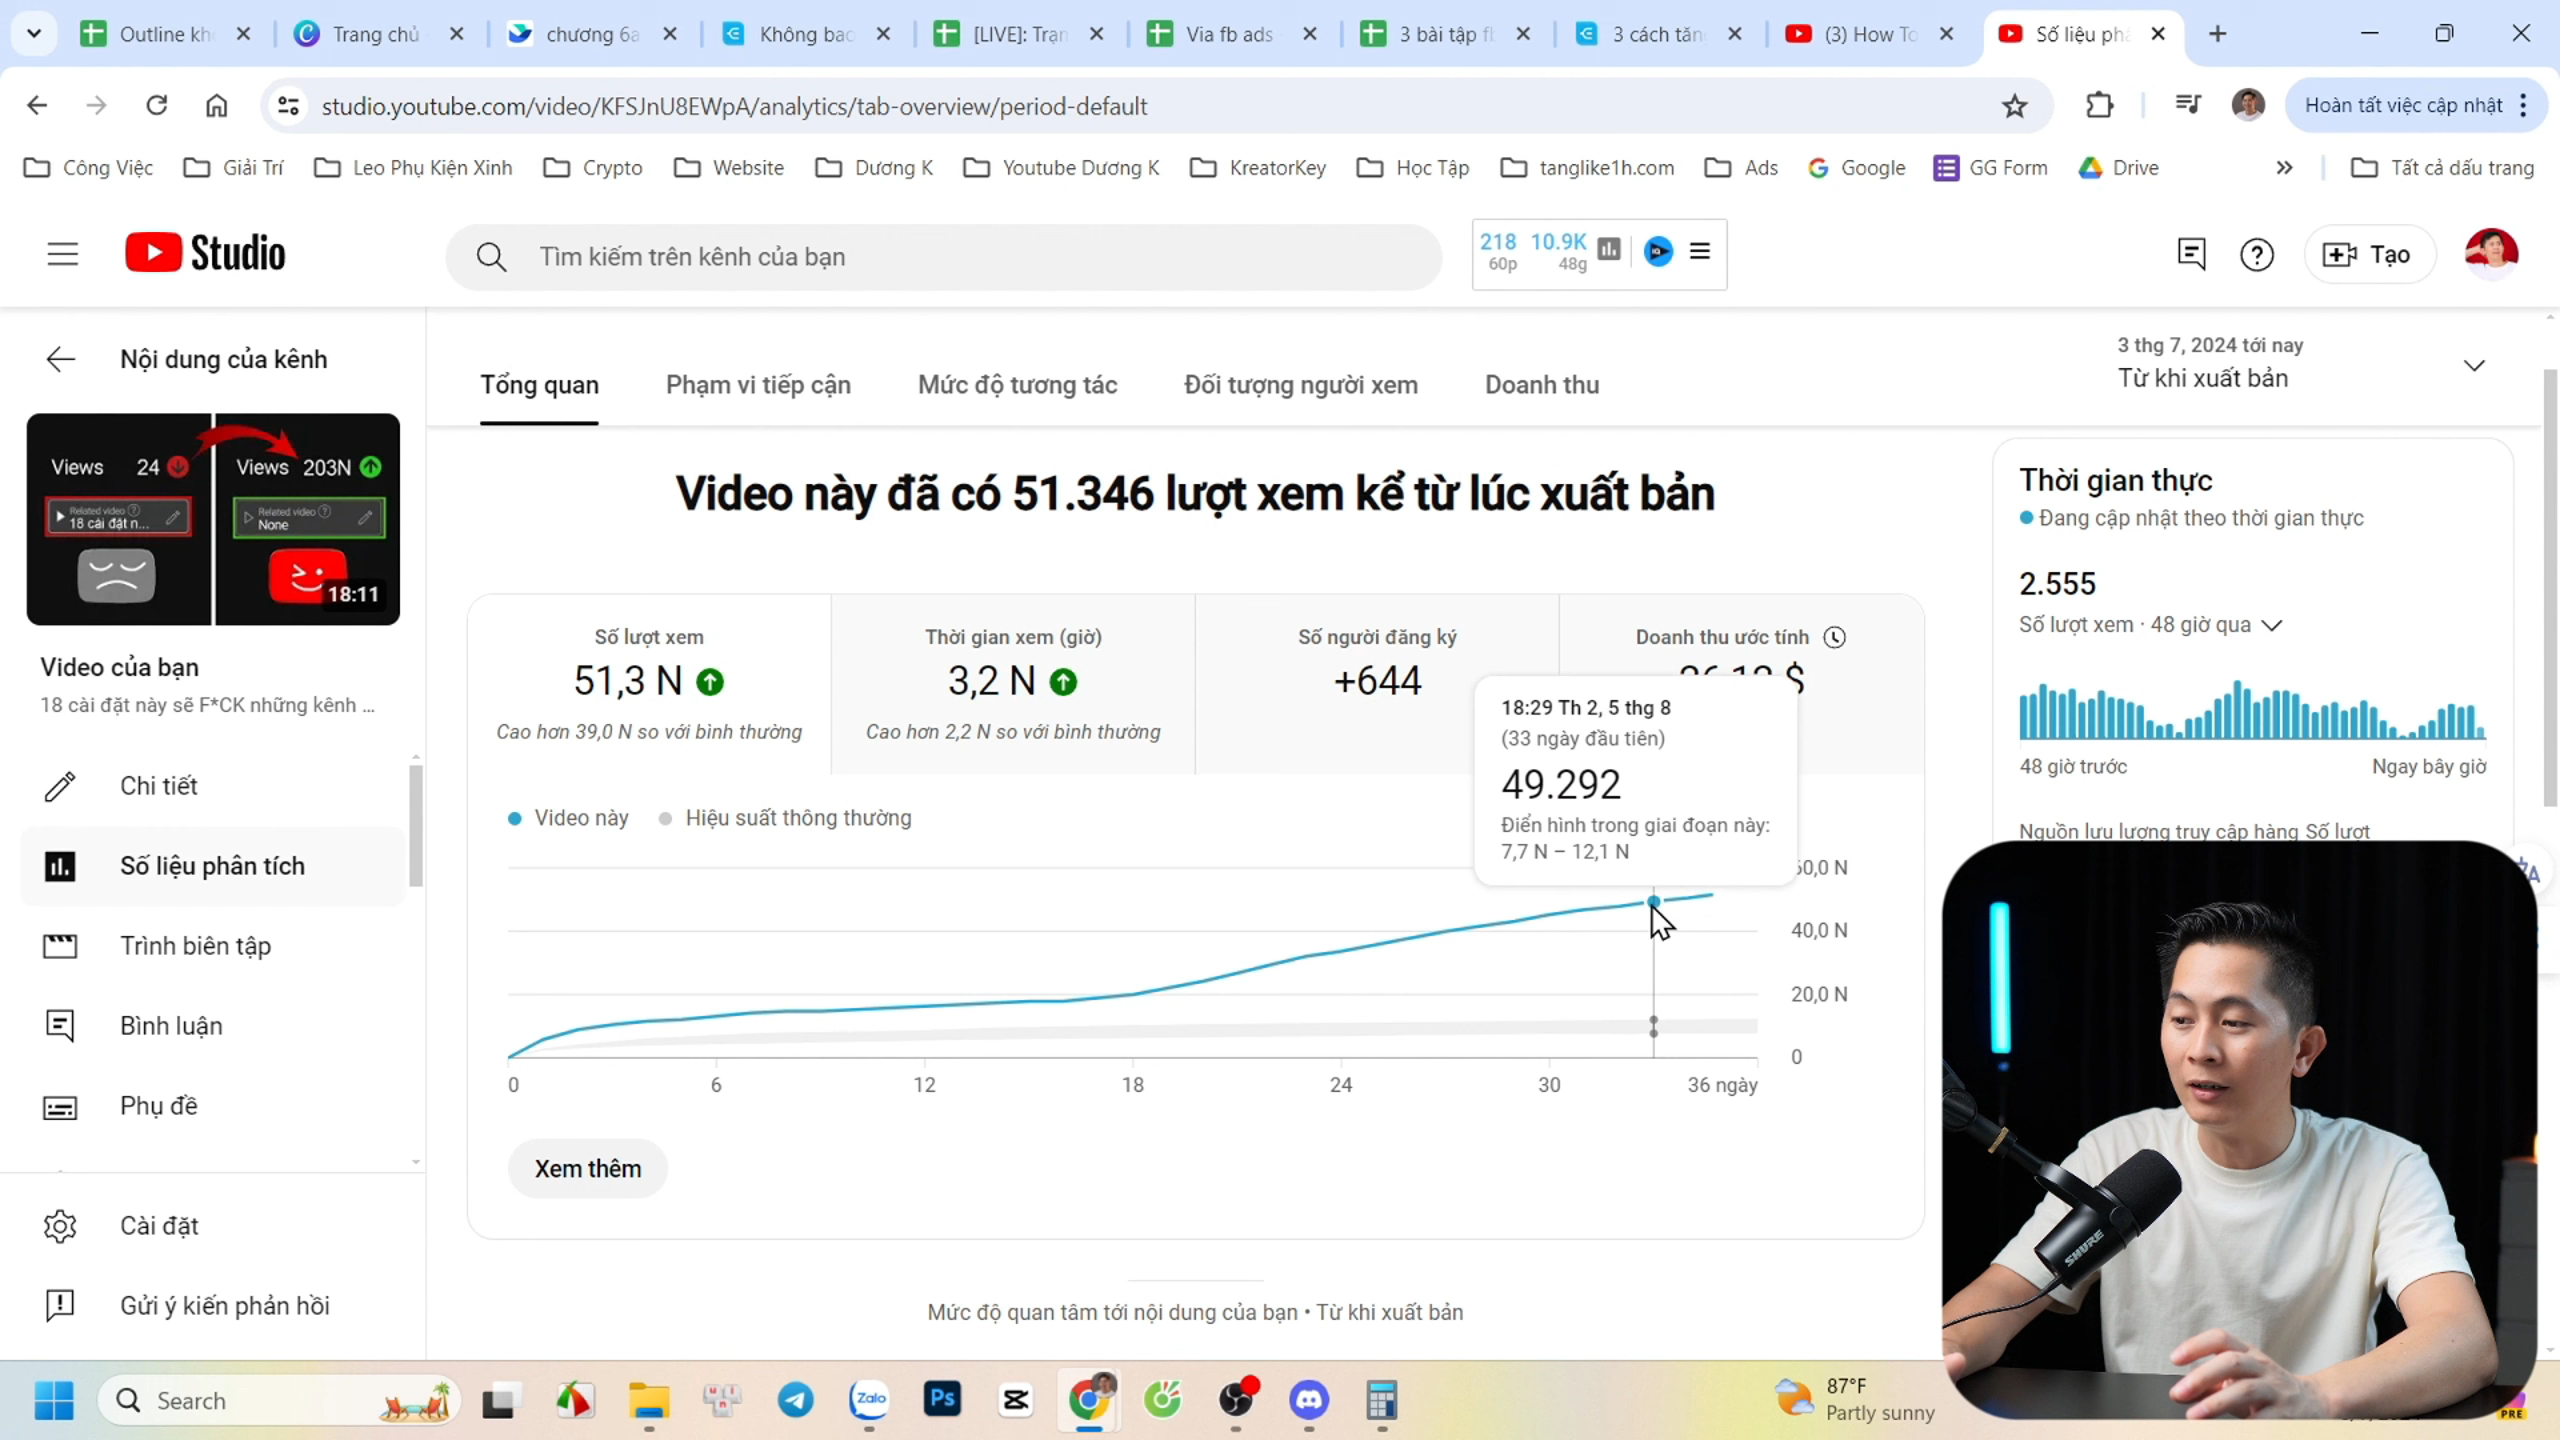 Outline kh
Trang chủ
chương 6a
Không bao
[LIVE]: Trạn
Via fb ads
3 bài tập f
3 cách tăn
(3) How To
Số liệu ph
studio.youtube.com/video/KFSJnU8EWpA/analytics/tab-overview/period-default
Hoàn tất việc cập nhật
Công Việc
Giải Trí
Leo Phụ Kiện Xinh
Crypto
Website
Dương K
Youtube Dương K
KreatorKey
Học Tập
tanglike1h.com
Ads
Google
GG Form
Drive
Tất cả dấu trang
Studio
Tìm kiếm trên kênh của bạn
218 10.9K
60p 48g
Tạo
Nội dung của kênh
Views 24
Views 203N
Related video
18 cài đặt n...
Related video
None
18:11
Video của bạn
18 cài đặt này sẽ F*CK những kênh ...
Chi tiết
Số liệu phân tích
Trình biên tập
Bình luận
Phụ đề
Cài đặt
Gửi ý kiến phản hồi
Tổng quan
Phạm vi tiếp cận
Mức độ tương tác
Đối tượng người xem
Doanh thu
3 thg 7, 2024 tới nay
Từ khi xuất bản
Video này đã có 51.346 lượt xem kể từ lúc xuất bản
Số lượt xem
51,3 N
Cao hơn 39,0 N so với bình thường
Thời gian xem (giờ)
3,2 N
Cao hơn 2,2 N so với bình thường
Số người đăng ký
+644
Doanh thu ước tính
$
18:29 Th 2, 5 thg 8
(33 ngày đầu tiên)
49.292
Điển hình trong giai đoạn này:
7,7 N – 12,1 N
Video này
Hiệu suất thông thường
60,0 N
40,0 N
20,0 N
0
0 6 12 18 24 30 36 ngày
Xem thêm
Mức độ quan tâm tới nội dung của bạn • Từ khi xuất bản
Thời gian thực
Đang cập nhật theo thời gian thực
2.555
Số lượt xem · 48 giờ qua
48 giờ trước
Ngay bây giờ
Nguồn lưu lượng truy cập hàng Số lượt
SHURE
Search
Zalo
Ps
87°F
Partly sunny
PRE